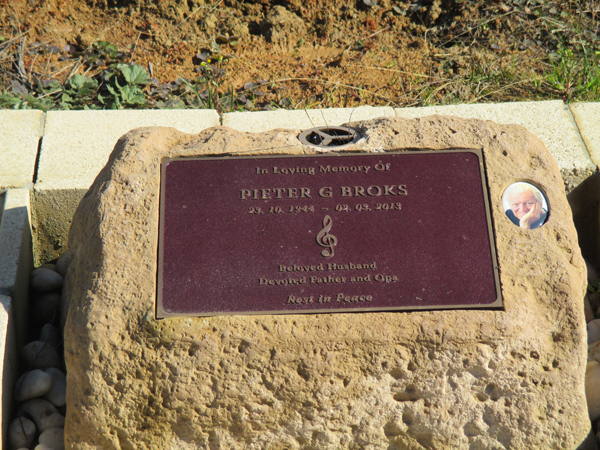 In Loving Memory Of
PIETER G BROKS
23. 10. 1944 ~ 02. 03. 2013
Beloved Husband
Devoted Father and Opa
Rest in Peace